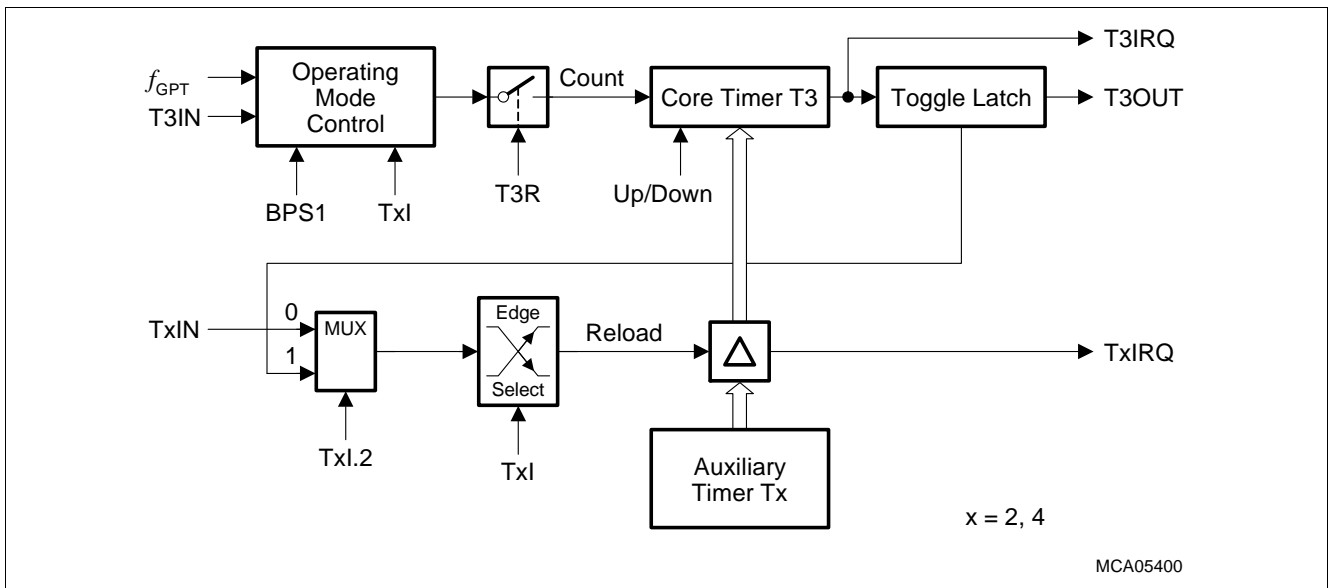 T3IRQ
f GPT
T3IN
Operating
Mode
Control
Count
Core Timer T3
Toggle Latch
T3OUT
BPS1
TxI
T3R
Up/Down
TxIN
0
1
MUX
Edge
Select
Reload
Δ
TxIRQ
TxI.2
TxI
Auxiliary
Timer Tx
x = 2, 4
MCA05400